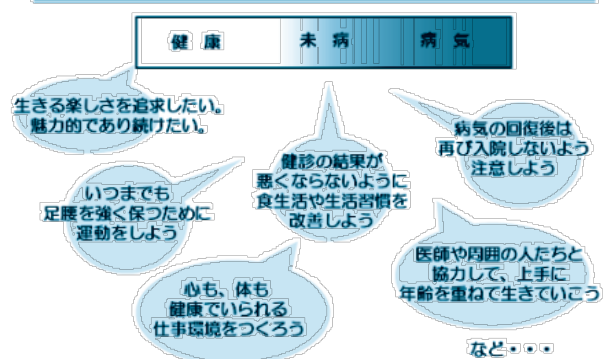 健康 未病 病気
生きる楽しさを追求したい。
魅力的であり続けたい。
病気の回復後は
再び入院しないよう
注意しよう
健診の結果が
悪くならないように
食生活や生活習慣を
改善しよう
いつまでも
足腰を強く保つために
運動をしよう
医師や周囲の人たちと
協力して、上手に
年齢を重ねて生きていこう
心も、体も
健康でいられる
仕事環境をつくろう
など・・・